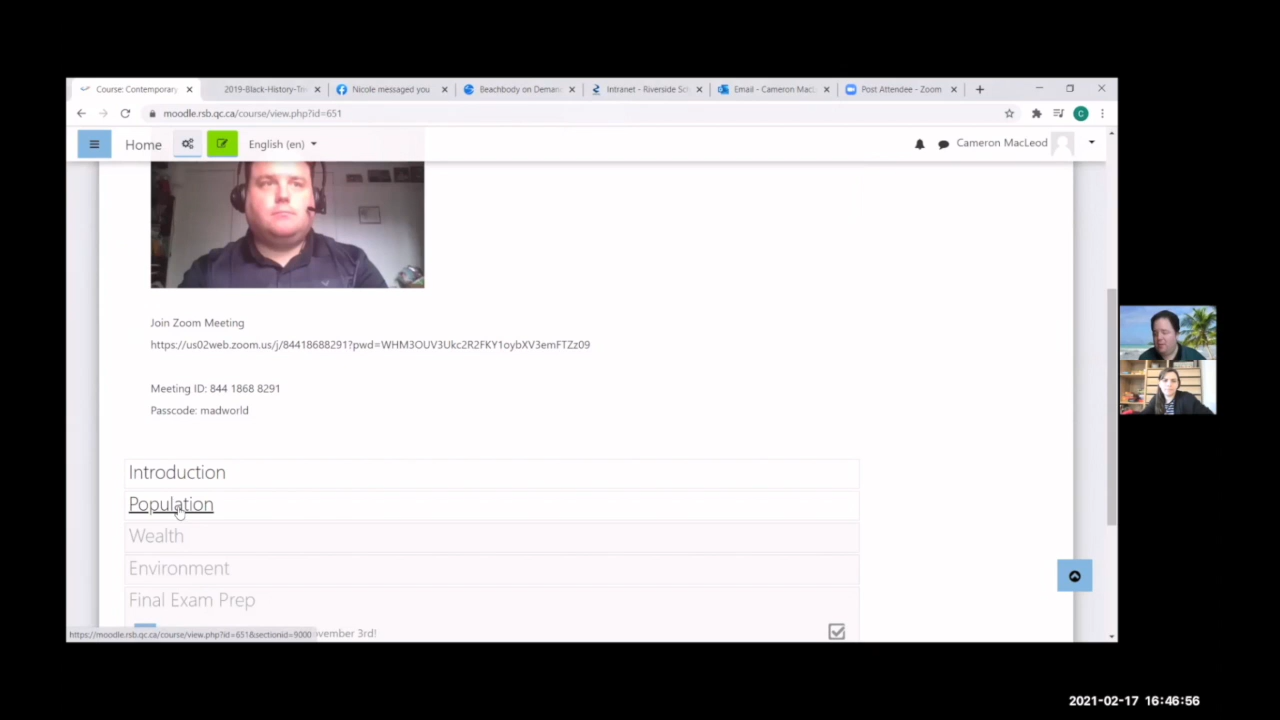 Course: Contemporary
2019-Black-History-Tri
Nicole messaged you
Beachbody on Deman
Intranet - Riverside Sc
Email - Cameron Mac
Post Attendee - Zoom
moodle.rsb.qc.ca/course/view.php?id=651
C
Home
English (en)
Cameron MacLeod
Join Zoom Meeting
https://us02web.zoom.us/j/84418688291?pwd=WHM3OUV3Ukc2R2FKY1oybXV3emFTZz09
Meeting ID: 844 1868 8291
Passcode: madworld
Introduction
Population
Wealth
Environment
Final Exam Prep
https://moodle.rsb.qc.ca/course/view.php?id=651&sectionid=9000
vember 3rd!
2021-02-17 16:46:56